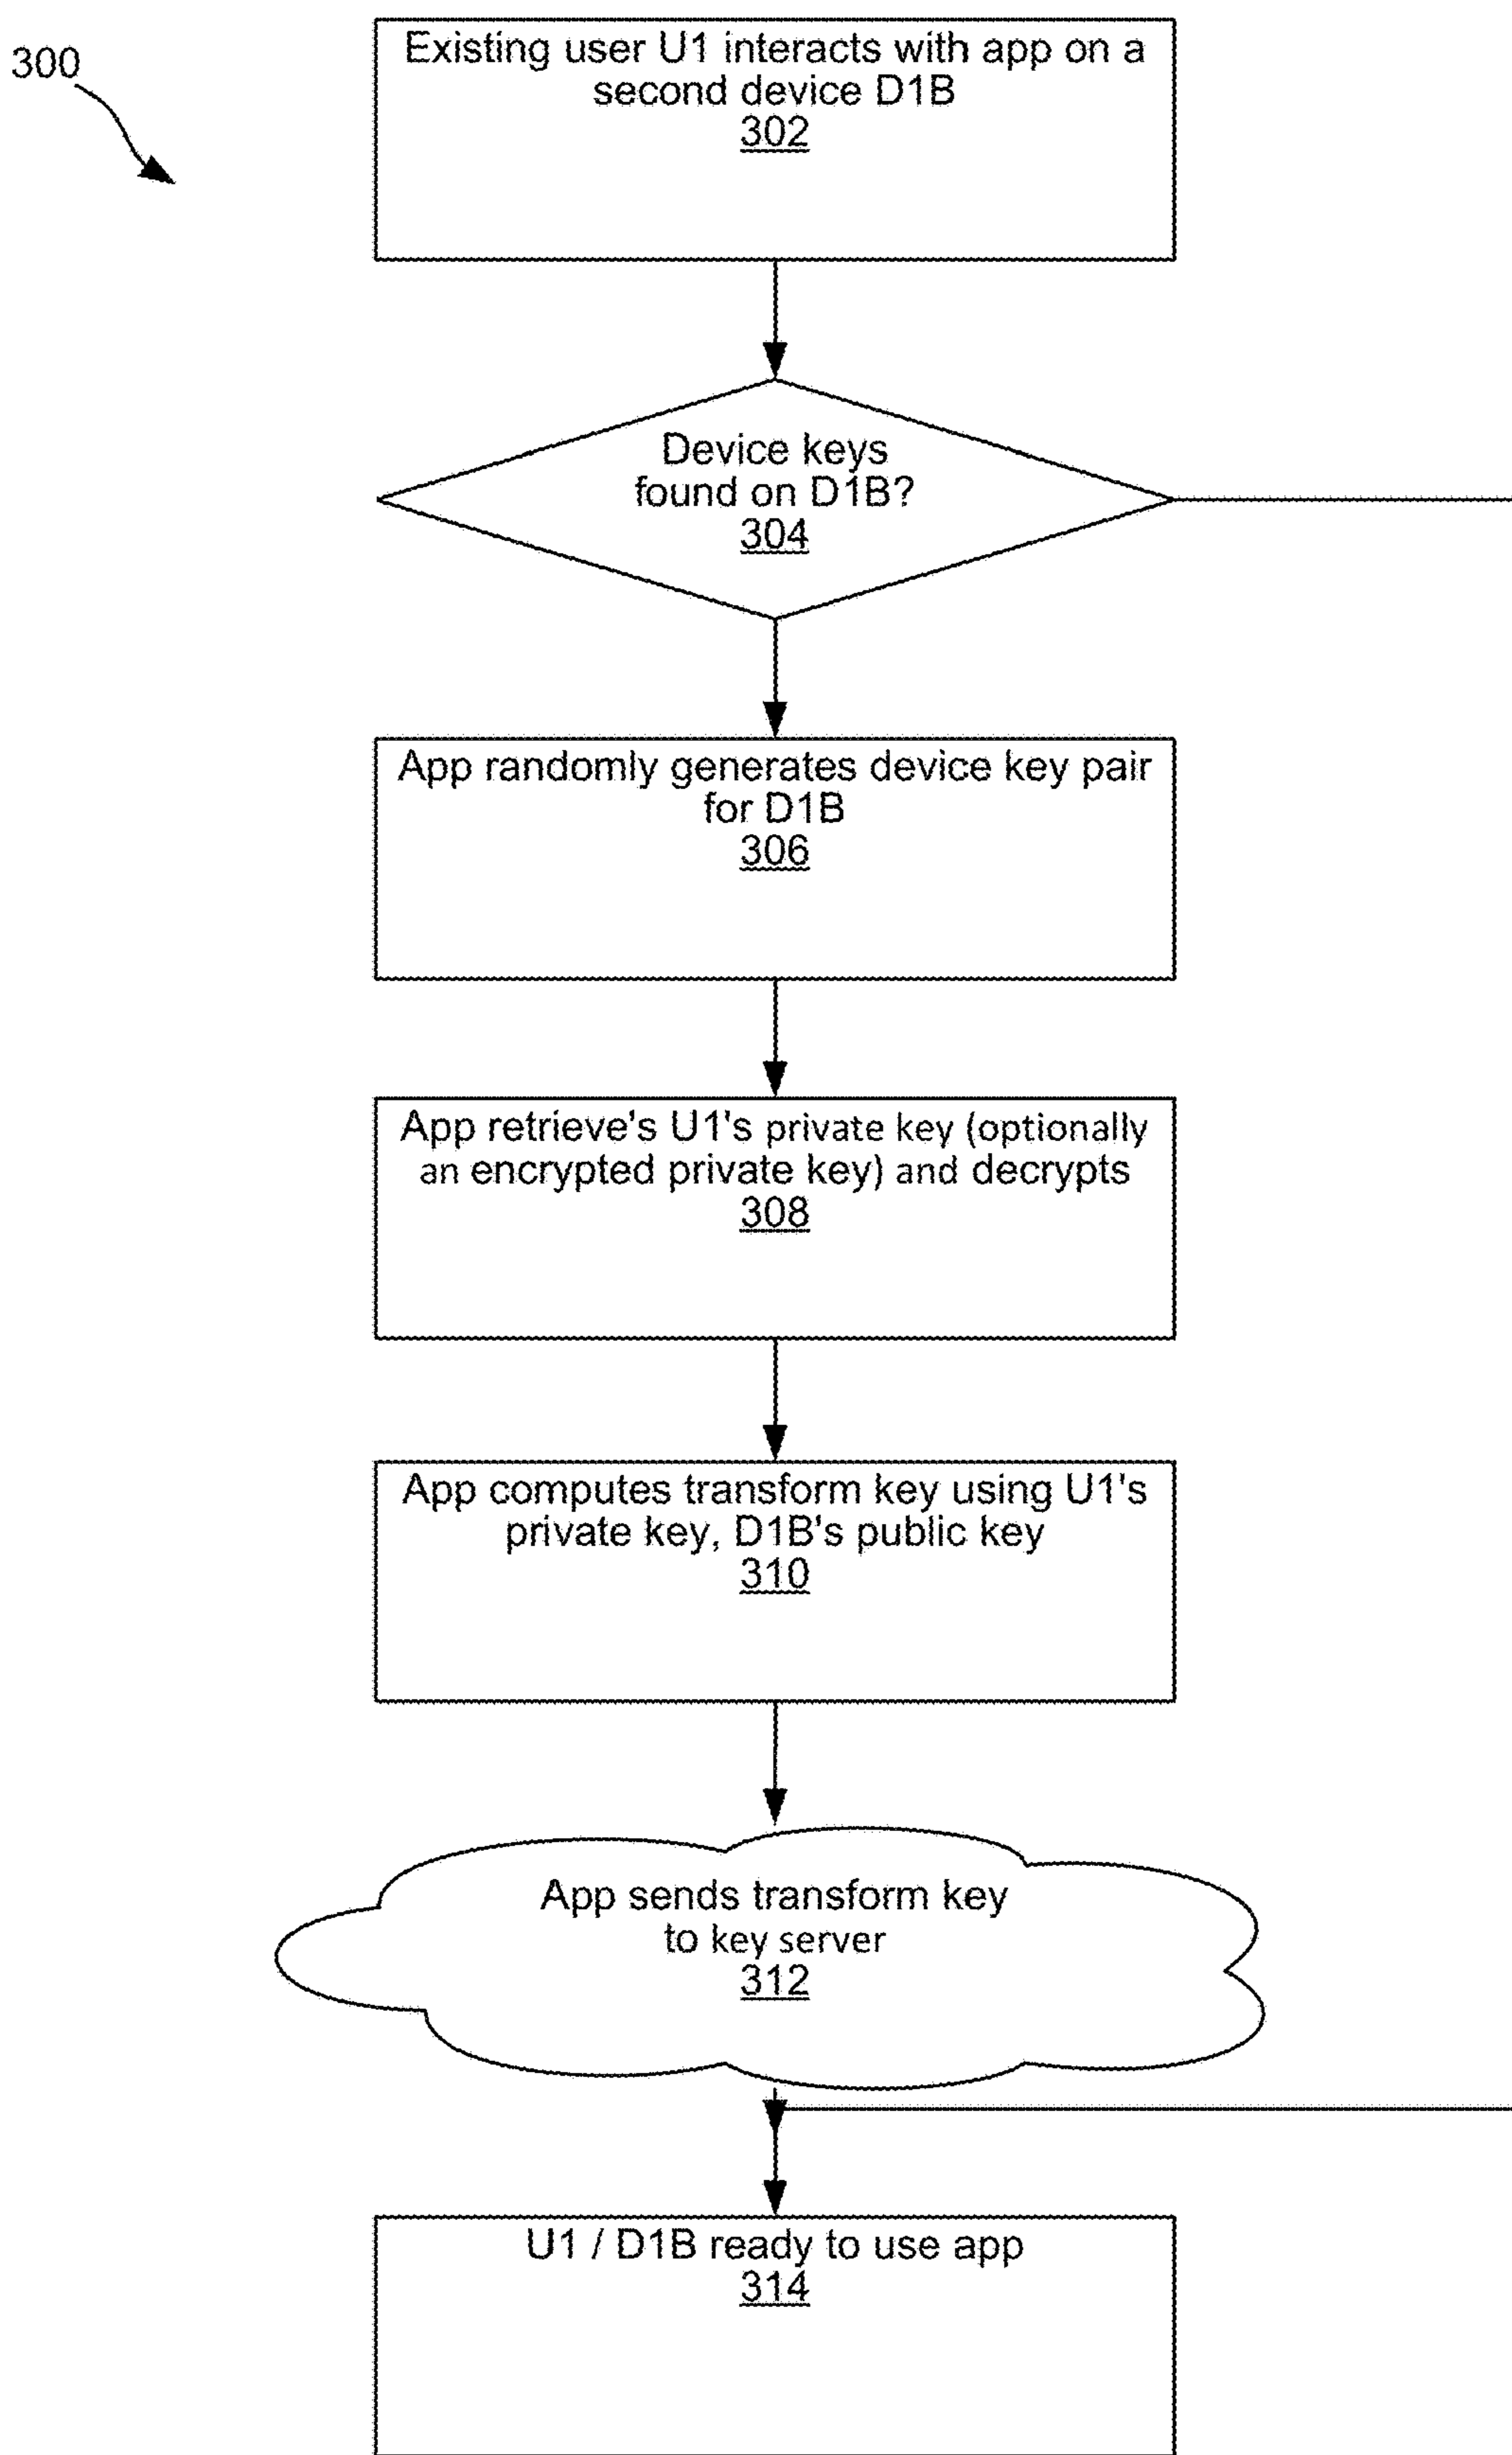 300
Existing user U1 interacts with app on a
second device D1B
302
Device keys
found on D1B?
304
App randomly generates device key pair
for D1B
306
App retrieve's U1's private key (optionally
an encrypted private key) and decrypts
308
App computes transform key using U1's
private key, D1B's public key
310
App sends transform key
to key server
312
U1 / D1B ready to use app
314